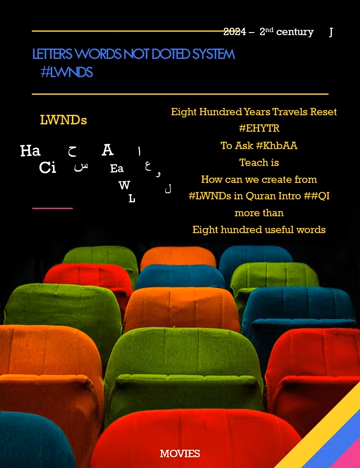 2024 – 2nd century J
LETTERS WORDS NOT DOTED SYSTEM
#LWNDS
LWNDs
Ha ح A ا
Ci س Ea ع
W و
L ل
Eight Hundred Years Travels Reset
#EHYTR
To Ask #KhbAA
Teach is
How can we create from
#LWNDs in Quran Intro ##QI
more than
Eight hundred useful words
MOVIES